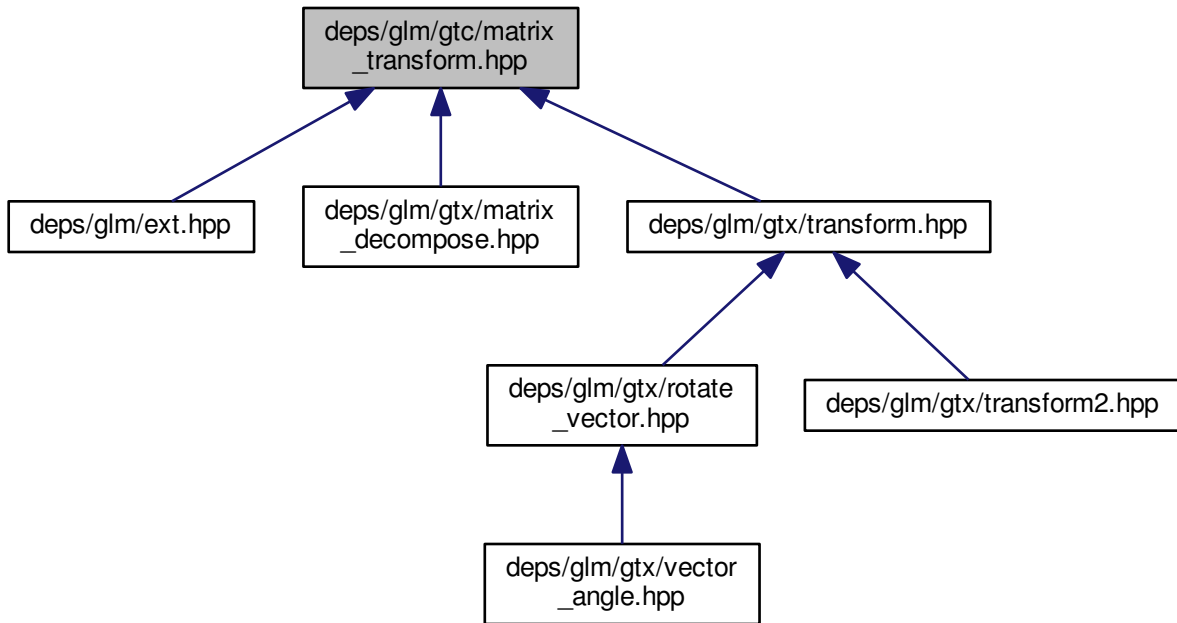 deps/glm/gtc/matrix
_transform.hpp
deps/glm/ext.hpp
deps/glm/gtx/matrix
_decompose.hpp
deps/glm/gtx/transform.hpp
deps/glm/gtx/rotate
_vector.hpp
deps/glm/gtx/transform2.hpp
deps/glm/gtx/vector
_angle.hpp